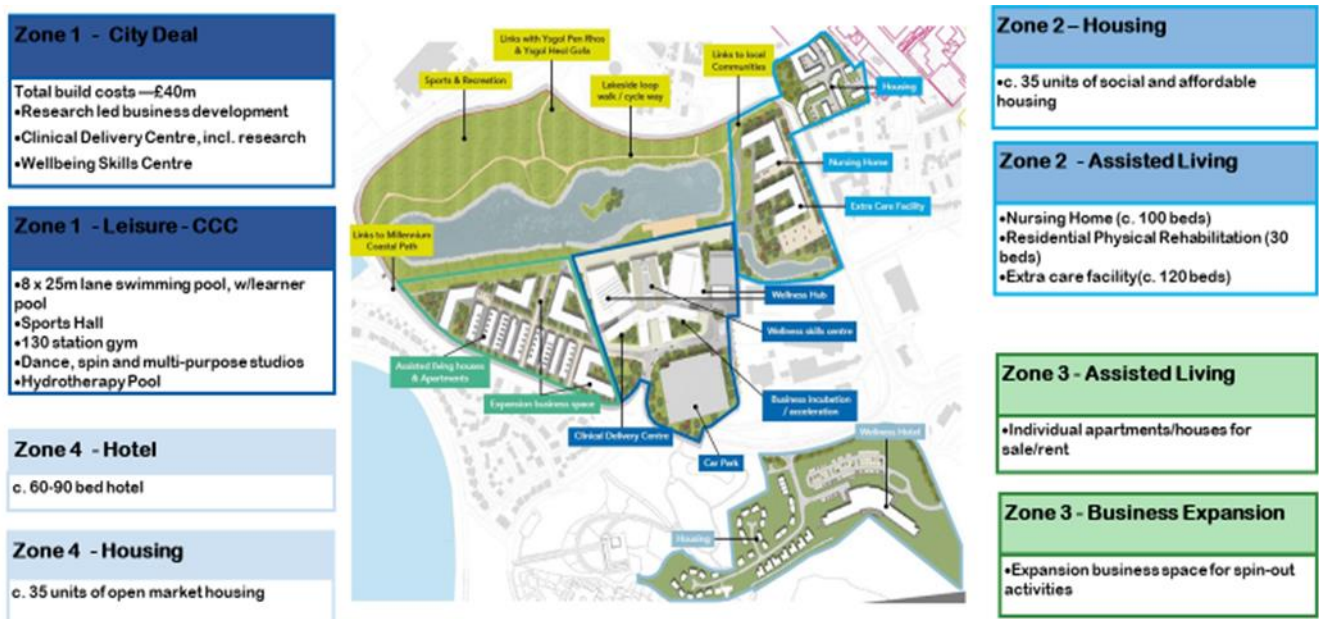 Zone 1 - City Deal
Total build costs —£40m
•Research led business development
•Clinical Delivery Centre, incl. research
•Wellbeing Skills Centre
Zone 1 - Leisure - CCC
•8 x 25m lane swimming pool, w/learner
pool
•Sports Hall
•130 station gym
•Dance, spin and multi-purpose studios
•Hydrotherapy Pool
Zone 4 - Hotel
c. 60-90 bed hotel
Zone 4 - Housing
c. 35 units of open market housing
Links with Ysgol Pen Rhos
& Ysgol Heol Goffa
Sports & Recreation
Lakeside loop
walk / cycle way
Links to local
Communities
Housing
Nursing Home
Extra Care Facility
Links to Millennium
Coastal Path
Wellness Hub
Wellness skills centre
Assisted living houses
& Apartments
Expansion business space
Business incubation
/ acceleration
Clinical Delivery Centre
Car Park
Wellness Hotel
Housing
Zone 2 – Housing
•c. 35 units of social and affordable
housing
Zone 2 - Assisted Living
•Nursing Home (c. 100 beds)
•Residential Physical Rehabilitation (30
beds)
•Extra care facility(c. 120 beds)
Zone 3 - Assisted Living
•Individual apartments/houses for
sale/rent
Zone 3 - Business Expansion
•Expansion business space for spin-out
activities